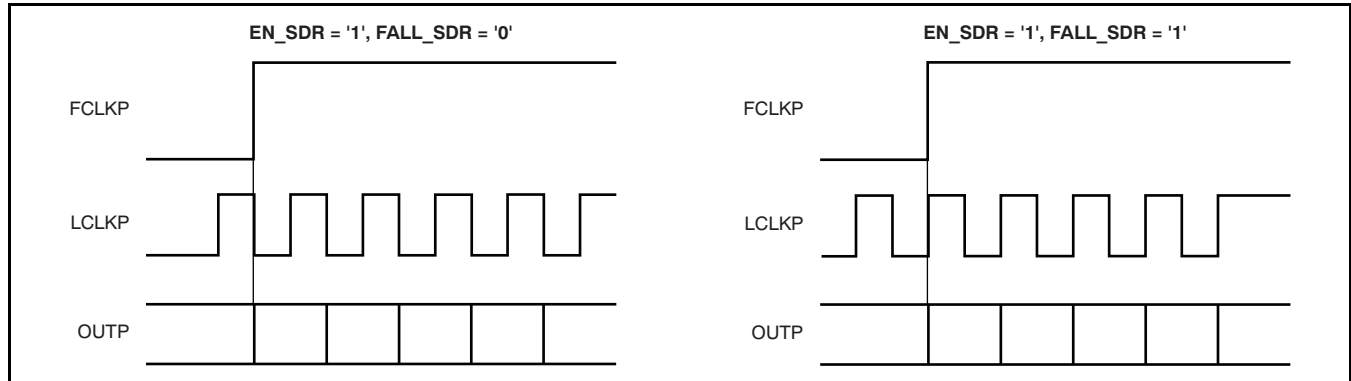 EN_SDR = '1', FALL_SDR = '0'
FCLKP
LCLKP
OUTP
EN_SDR = '1', FALL_SDR = '1'
FCLKP
LCLKP
OUTP